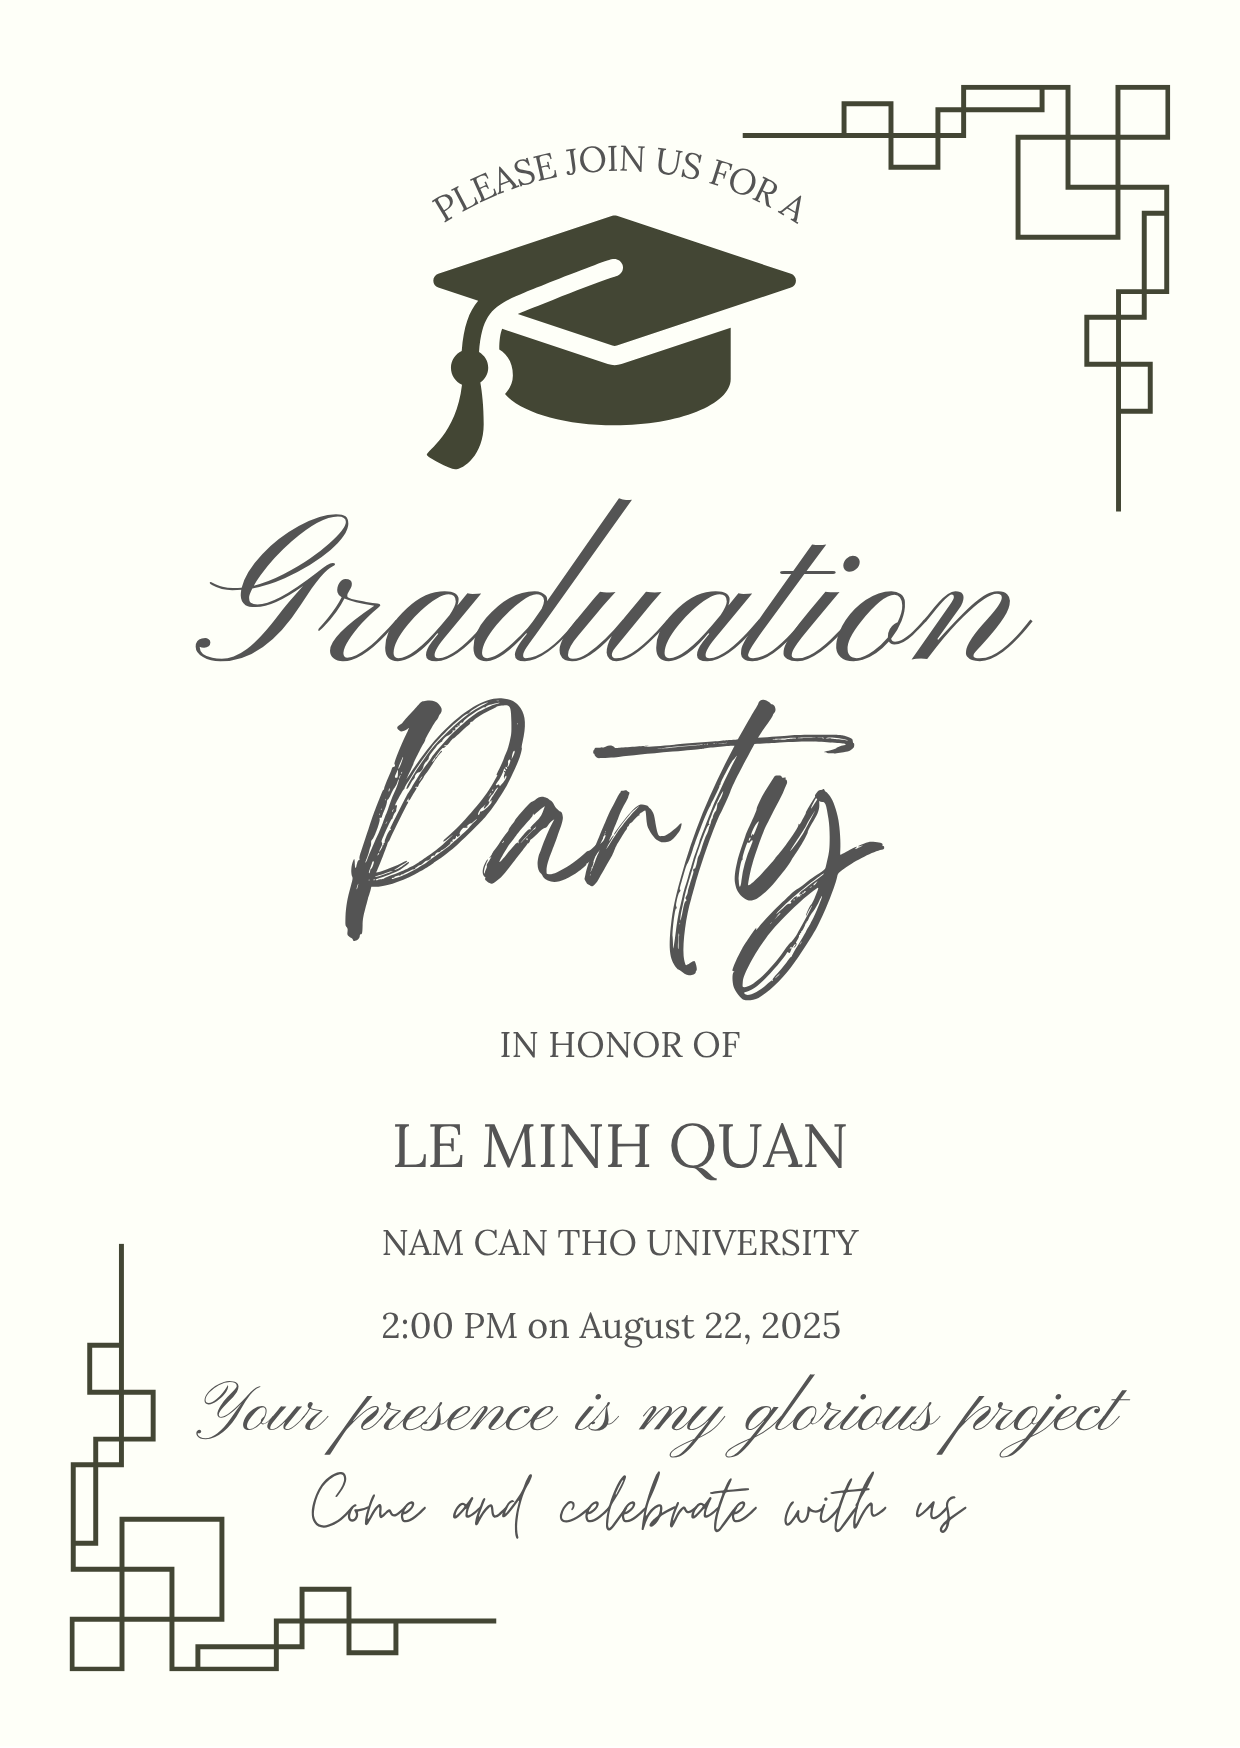 PLEASE JOIN US FOR A
Graduation
Party
IN HONOR OF
LE MINH QUAN
NAM CAN THO UNIVERSITY
2:00 PM on August 22, 2025
Your presence is my glorious project
Come and celebrate with us